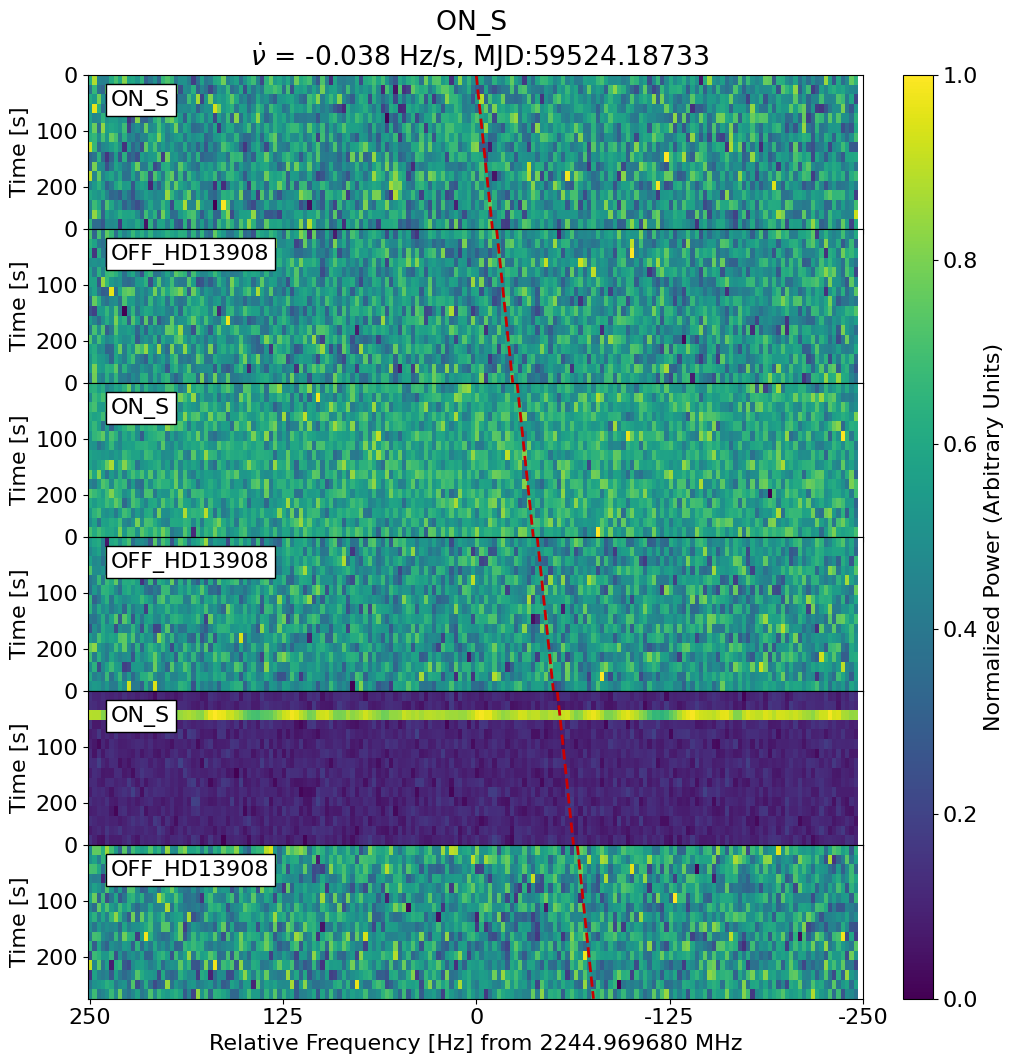 ON_S
ν̇ = -0.038 Hz/s, MJD:59524.18733
0
ON_S
100
Time [s]
200
0
OFF_HD13908
100
Time [s]
200
0
ON_S
100
Time [s]
200
0
OFF_HD13908
100
Time [s]
200
0
ON_S
100
Time [s]
200
0
OFF_HD13908
100
Time [s]
200
250 125 0 -125 -250
Relative Frequency [Hz] from 2244.969680 MHz
1.0
0.8
0.6
0.4
0.2
0.0
Normalized Power (Arbitrary Units)